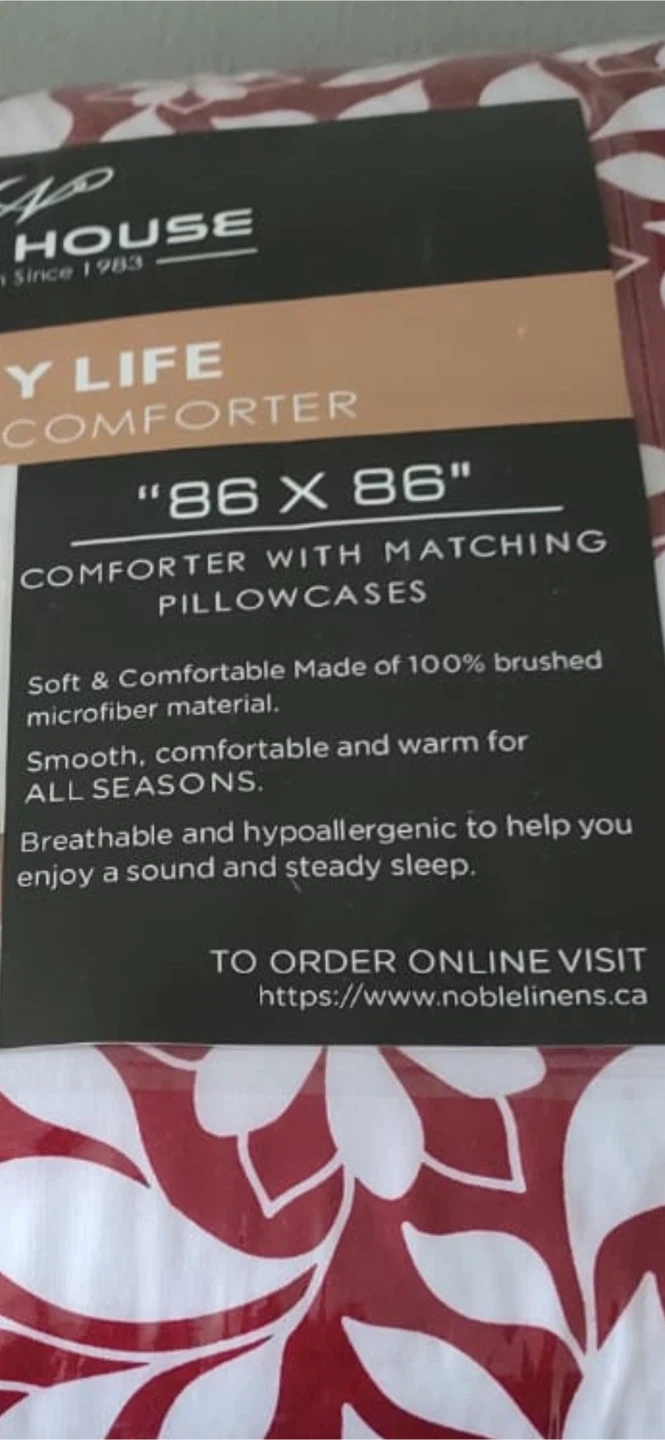 HOUSE
Since 1983
Y LIFE
COMFORTER
"86 X 86"
COMFORTER WITH MATCHING
PILLOWCASES
Soft & Comfortable Made of 100% brushed
microfiber material.
Smooth, comfortable and warm for
ALL SEASONS.
Breathable and hypoallergenic to help you
enjoy a sound and steady sleep.
TO ORDER ONLINE VISIT
https://www.noblelinens.ca